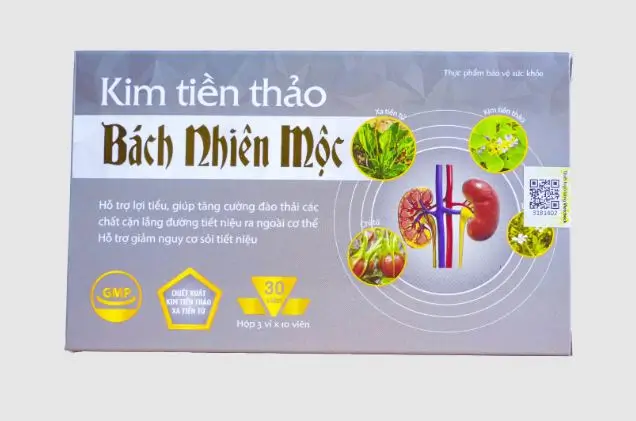 Thực phẩm bảo vệ sức khỏe
Kim tiền thảo
Bách Nhiên Mộc
Xa tiền tử
Kim tiền thảo
Hỗ trợ lợi tiểu, giúp tăng cường đào thải các
chất cặn lắng đường tiết niệu ra ngoài cơ thể
Hỗ trợ giảm nguy cơ sỏi tiết niệu
3181402
GMP
CHIẾT XUẤT
KIM TIỀN THẢO
XA TIỀN TỬ
30
VIÊN
Hộp 3 vỉ x 10 viên